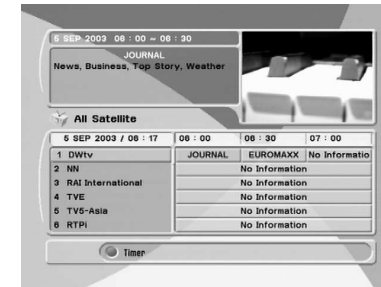 5 SEP 2003 06 : 00 ~ 06 : 30
JOURNAL
News, Business, Top Story, Weather
All Satellite
5 SEP 2003 / 06 : 17 06 : 00 06 : 30 07 : 00
1 DWtv JOURNAL EUROMAXX No Informatio
2 NN No Information
3 RAI International No Information
4 TVE No Information
5 TV5-Asia No Information
6 RTPi No Information
Timer